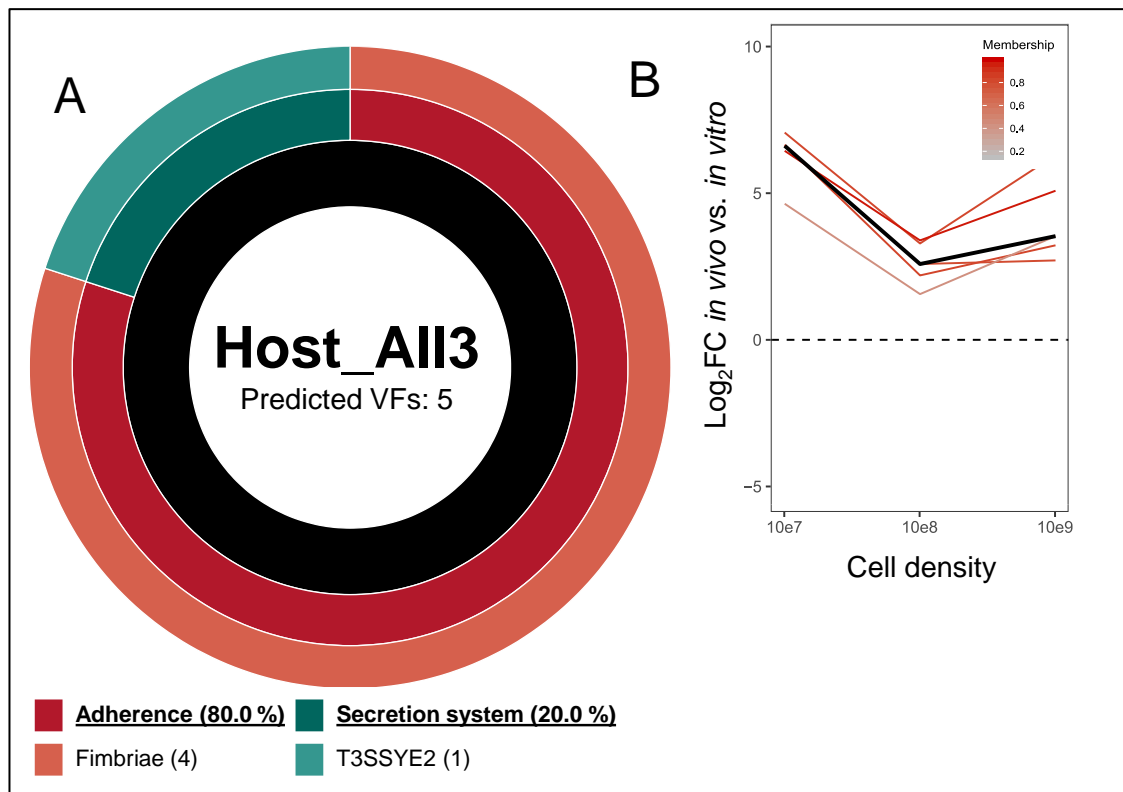 A
Host_All3
Predicted VFs: 5
Adherence (80.0 %)
Secretion system (20.0 %)
Fimbriae (4)
T3SSYE2 (1)
B
Membership
0.8
0.6
0.4
0.2
10
5
0
−5
Log₂FC in vivo vs. in vitro
10e7
10e8
10e9
Cell density